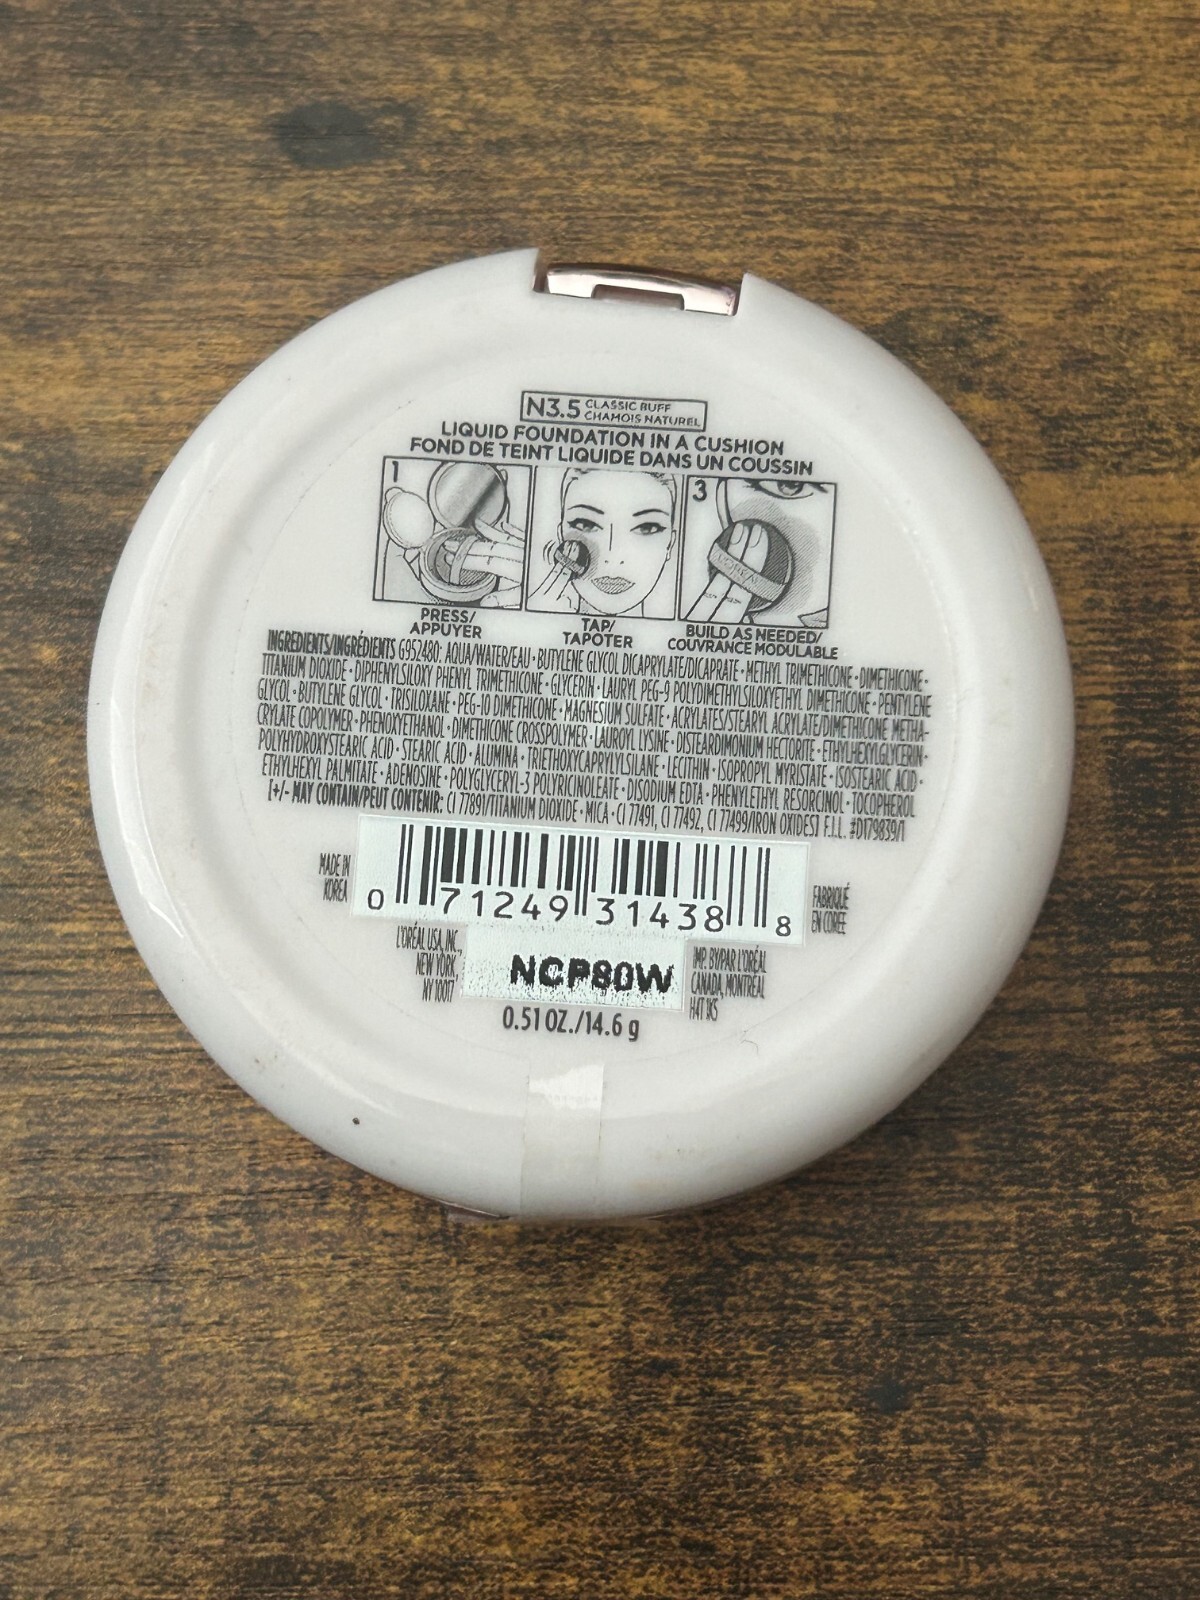 N3.5 CLASSIC BUFF
CHAMOIS NATUREL
LIQUID FOUNDATION IN A CUSHION
FOND DE TEINT LIQUIDE DANS UN COUSSIN
1
3
L'ORÉAL
PRESS/
APPUYER
TAP/
TAPOTER
BUILD AS NEEDED/
COUVRANCE MODULABLE
INGREDIENTS/INGRÉDIENTS G952480: AQUA/WATER/EAU • BUTYLENE GLYCOL DICAPRYLATE/DICAPRATE • METHYL TRIMETHICONE • DIMETHICONE •
TITANIUM DIOXIDE • DIPHENYLSILOXY PHENYL TRIMETHICONE • GLYCERIN • LAURYL PEG-9 POLYDIMETHYLSILOXYETHYL DIMETHICONE • PENTYLENE
GLYCOL • BUTYLENE GLYCOL • TRISILOXANE • PEG-10 DIMETHICONE • MAGNESIUM SULFATE • ACRYLATES/STEARYL ACRYLATE/DIMETHICONE METHA-
CRYLATE COPOLYMER • PHENOXYETHANOL • DIMETHICONE CROSSPOLYMER • LAUROYL LYSINE • DISTEARDIMONIUM HECTORITE • ETHYLHEXYLGLYCERIN •
POLYHYDROXYSTEARIC ACID • STEARIC ACID • ALUMINA • TRIETHOXYCAPRYLYLSILANE • LECITHIN • ISOPROPYL MYRISTATE • ISOSTEARIC ACID •
ETHYLHEXYL PALMITATE • ADENOSINE • POLYGLYCERYL-3 POLYRICINOLEATE • DISODIUM EDTA • PHENYLETHYL RESORCINOL • TOCOPHEROL
[+/- MAY CONTAIN/PEUT CONTENIR: CI 77891/TITANIUM DIOXIDE • MICA • CI 77491, CI 77492, CI 77499/IRON OXIDES] F.I.L. #D179839/1
MADE IN
KOREA
0 71249 31438 8
FABRIQUÉ
EN CORÉE
L'ORÉAL USA, INC.,
NEW YORK,
NY 10017
NCP80W
IMP. BY/PAR L'ORÉAL
CANADA, MONTRÉAL
H4T 1K5
0.51 OZ./14.6 g